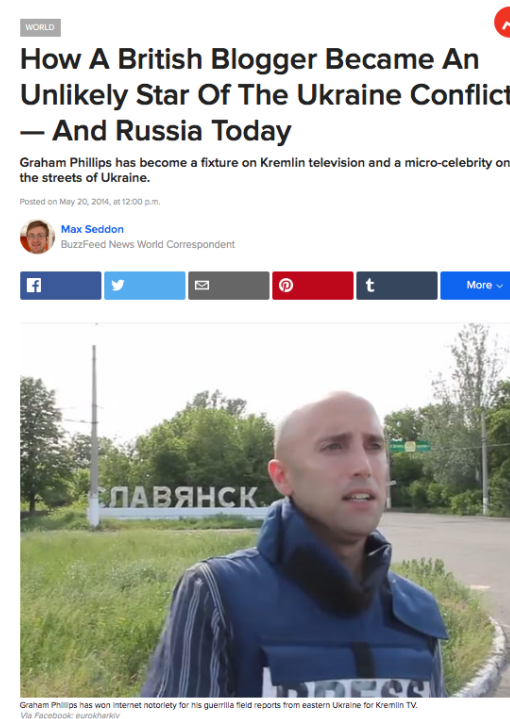 WORLD
How A British Blogger Became An
Unlikely Star Of The Ukraine Conflict
— And Russia Today
Graham Phillips has become a fixture on Kremlin television and a micro-celebrity on
the streets of Ukraine.
Posted on May 20, 2014, at 12:00 p.m.
Max Seddon
BuzzFeed News World Correspondent
More
СЛАВЯНСК
PRESS
Graham Phillips has won internet notoriety for his guerrilla field reports from eastern Ukraine for Kremlin TV.
Via Facebook: eurokharkiv